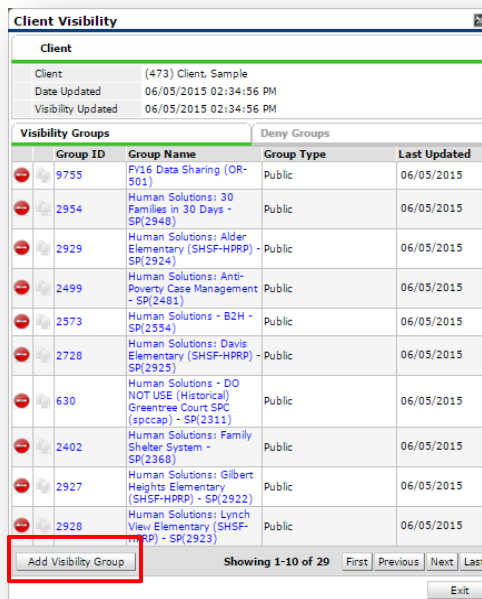 Client Visibility
Client
Client (473) Client, Sample
Date Updated 06/05/2015 02:34:56 PM
Visibility Updated 06/05/2015 02:34:56 PM
Visibility Groups Deny Groups
Group ID Group Name Group Type Last Updated
9755 FY16 Data Sharing (OR-501) Public 06/05/2015
2954 Human Solutions: 30 Families in 30 Days - SP(2948) Public 06/05/2015
2929 Human Solutions: Alder Elementary (SHSF-HPRP) - SP(2924) Public 06/05/2015
2499 Human Solutions: Anti-Poverty Case Management - SP(2481) Public 06/05/2015
2573 Human Solutions - B2H - SP(2554) Public 06/05/2015
2728 Human Solutions: Davis Elementary (SHSF-HPRP) - SP(2925) Public 06/05/2015
630 Human Solutions - DO NOT USE (Historical) Greentree Court SPC (spccap) - SP(2311) Public 06/05/2015
2402 Human Solutions: Family Shelter System - SP(2368) Public 06/05/2015
2927 Human Solutions: Gilbert Heights Elementary (SHSF-HPRP) - SP(2922) Public 06/05/2015
2928 Human Solutions: Lynch View Elementary (SHSF-HPRP) - SP(2923) Public 06/05/2015
Add Visibility Group Showing 1-10 of 29 First Previous Next Last
Exit